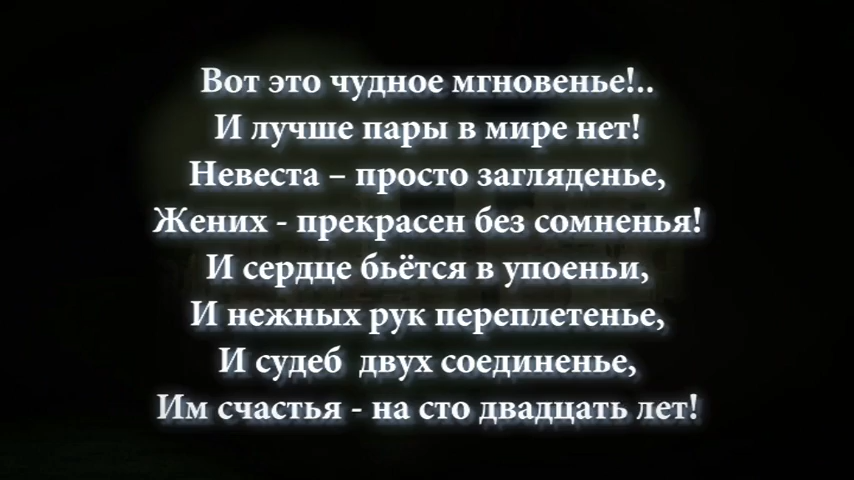 Вот это чудное мгновенье!..
И лучше пары в мире нет!
Невеста – просто загляденье,
Жених - прекрасен без сомненья!
И сердце бьётся в упоеньи,
И нежных рук переплетенье,
И судеб  двух соединенье,
Им счастья - на сто двадцать лет!